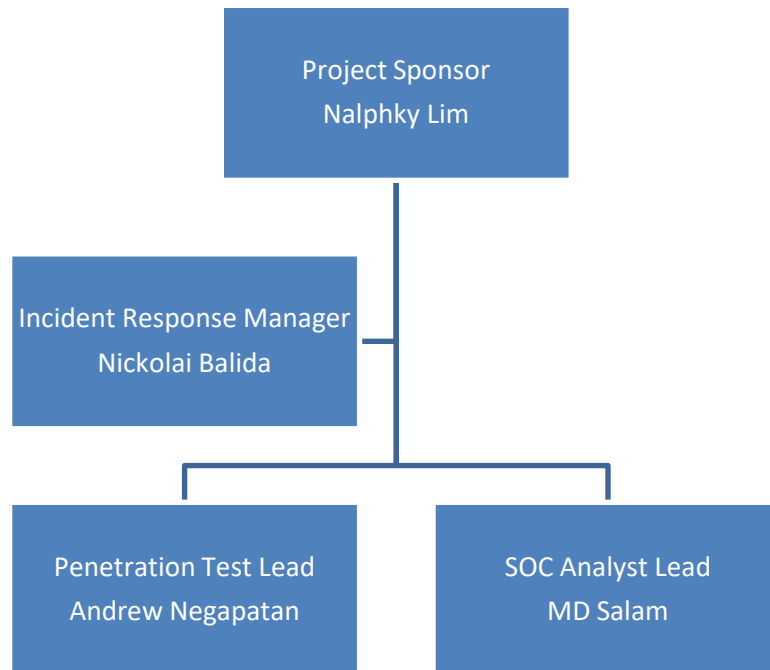 Project Sponsor
Nalphky Lim
Incident Response Manager
Nickolai Balida
Penetration Test Lead
Andrew Negapatan
SOC Analyst Lead
MD Salam